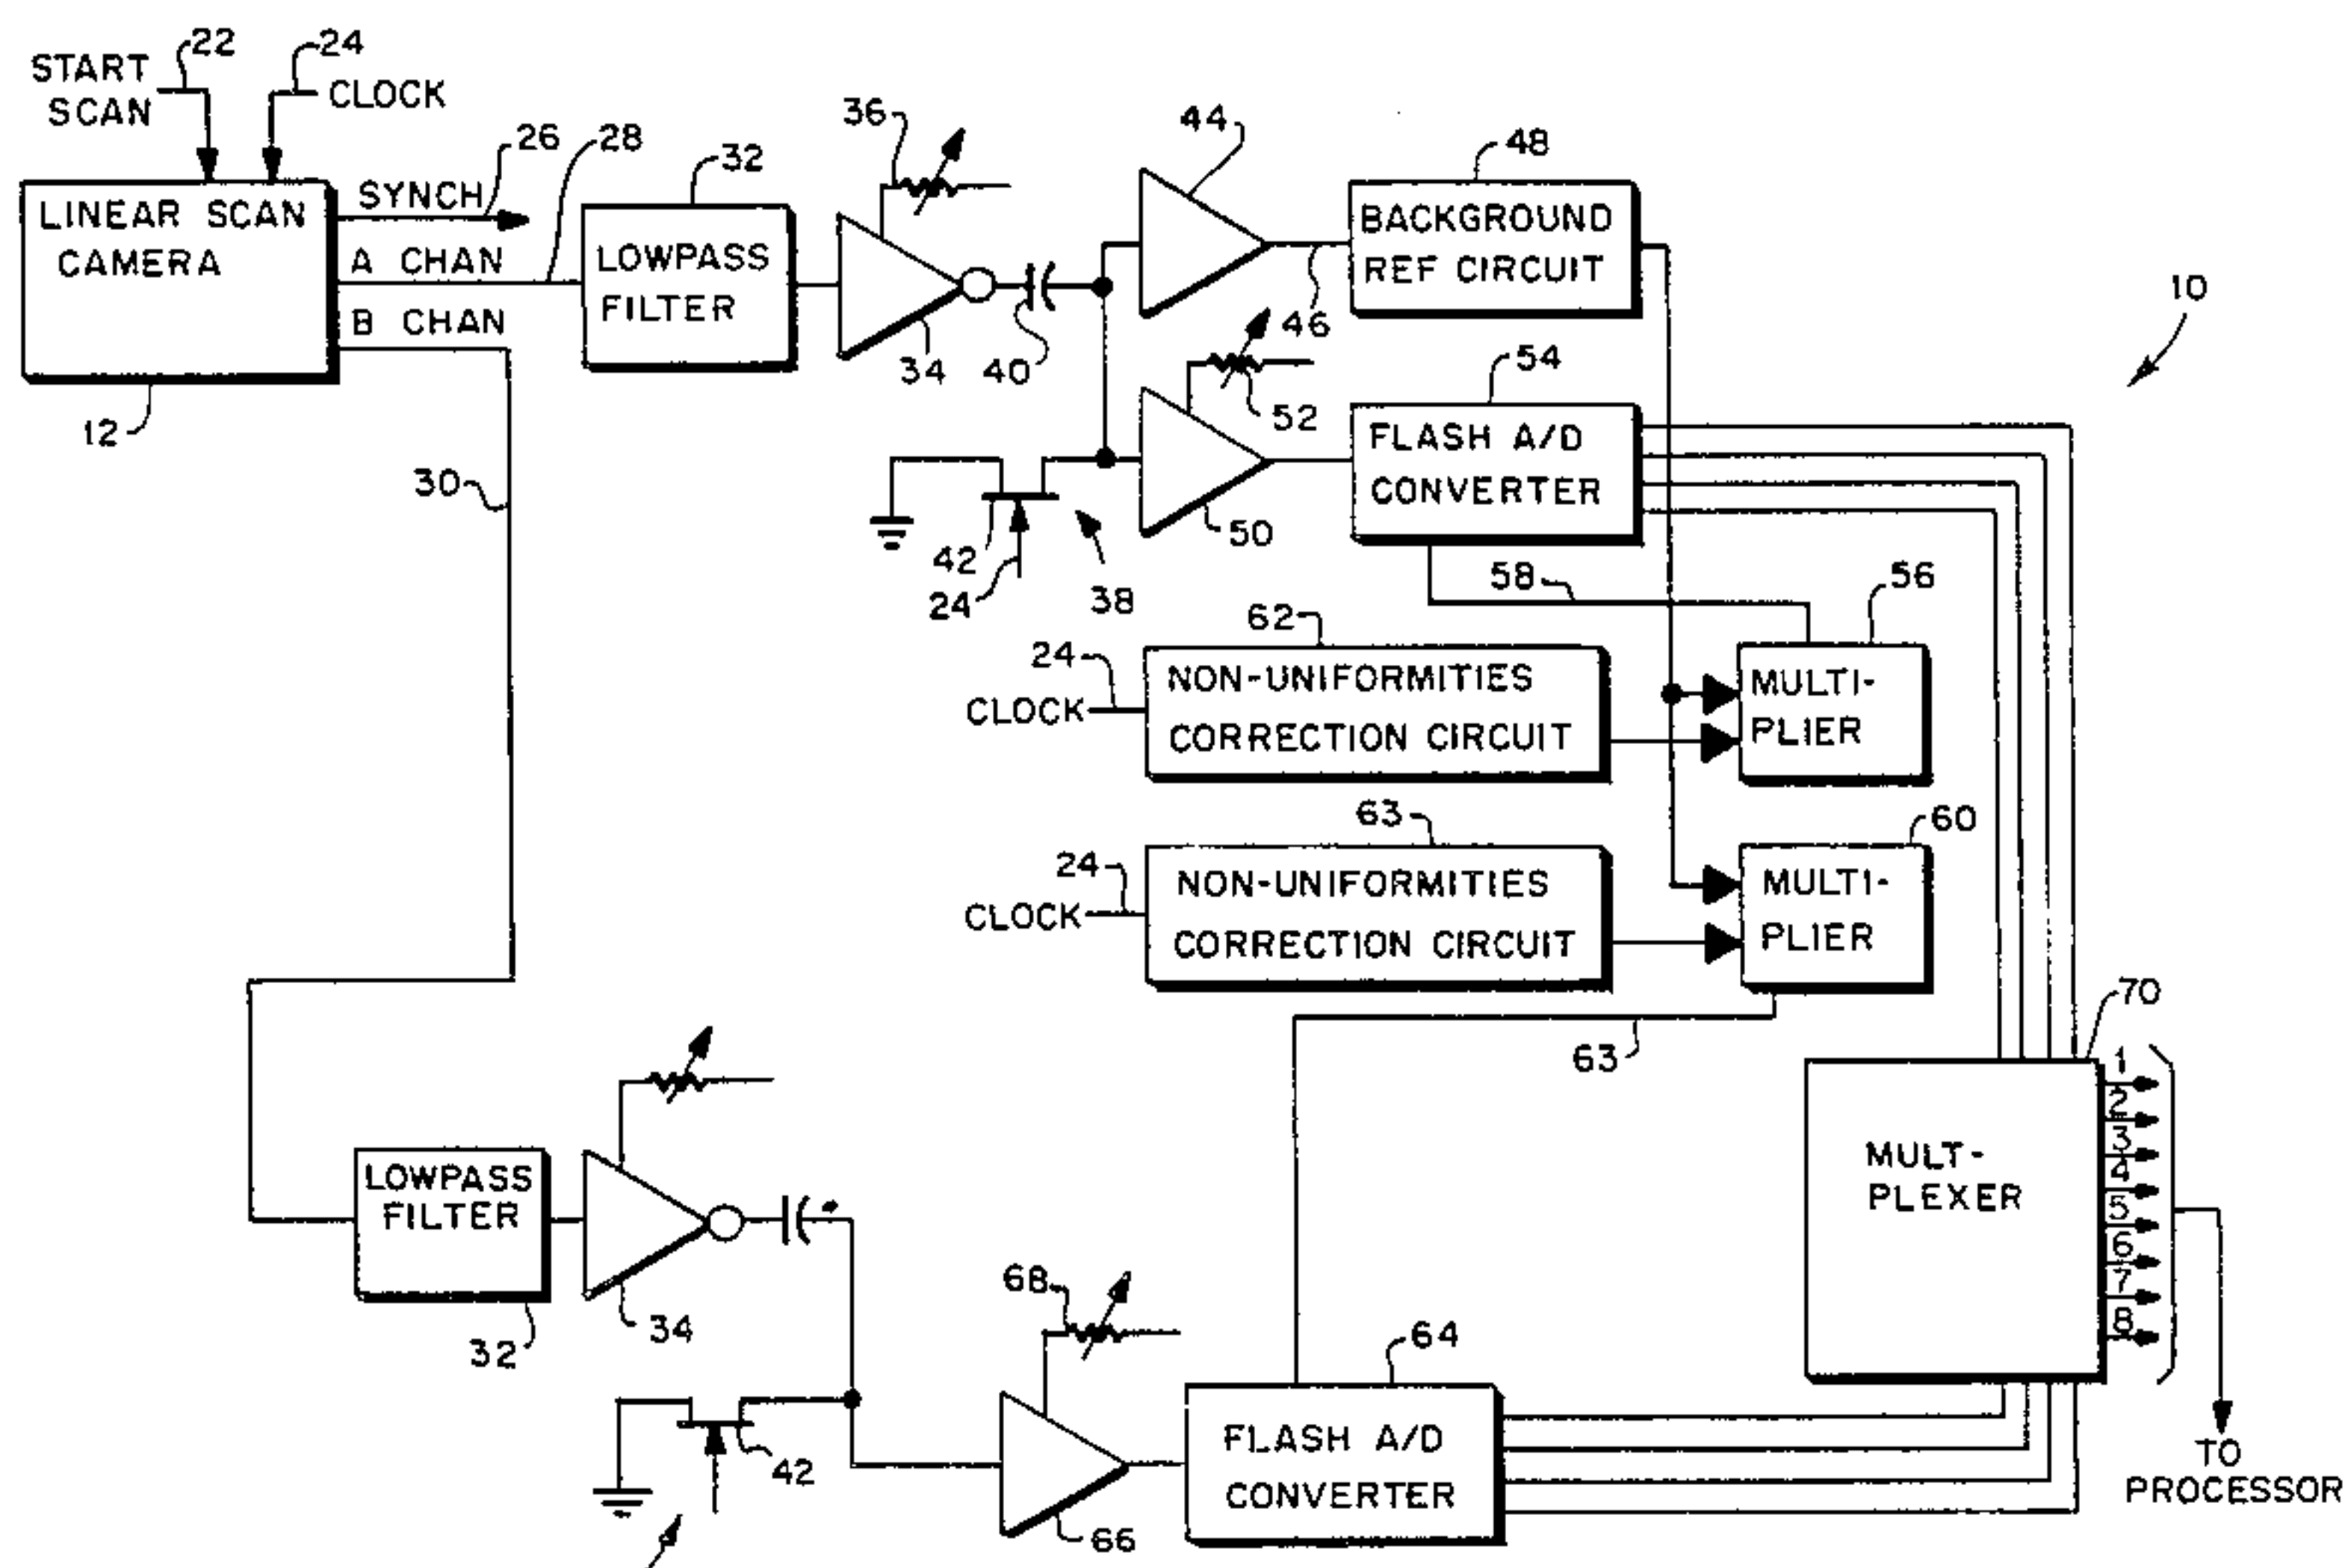 START
SCAN
22
24
CLOCK
LINEAR SCAN
CAMERA
12
SYNCH
26
28
A CHAN
B CHAN
30
32
LOWPASS
FILTER
36
34
40
44
46
48
BACKGROUND
REF CIRCUIT
10
52
50
54
FLASH A/D
CONVERTER
42
24
38
58
56
MULTI-
PLIER
62
24
CLOCK
NON-UNIFORMITIES
CORRECTION CIRCUIT
63
24
CLOCK
NON-UNIFORMITIES
CORRECTION CIRCUIT
60
MULTI-
PLIER
63
70
MULT-
PLEXER
1
2
3
4
5
6
7
8
TO
PROCESSOR
LOWPASS
FILTER
32
34
42
68
66
64
FLASH A/D
CONVERTER